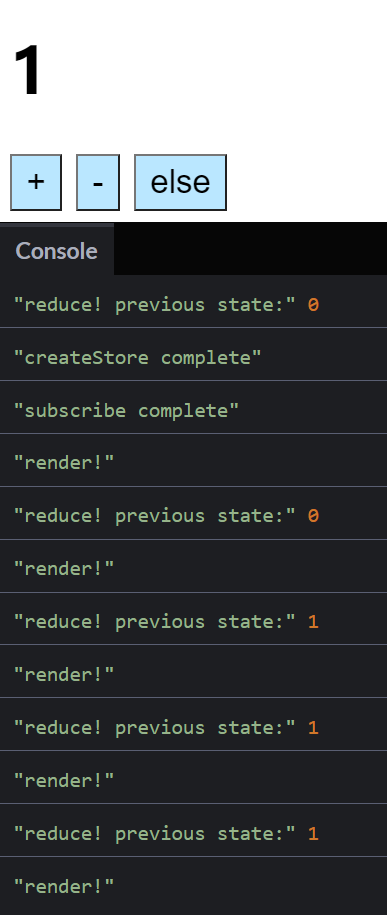 1
+ - else
Console
"reduce! previous state:" 0
"createStore complete"
"subscribe complete"
"render!"
"reduce! previous state:" 0
"render!"
"reduce! previous state:" 1
"render!"
"reduce! previous state:" 1
"render!"
"reduce! previous state:" 1
"render!"